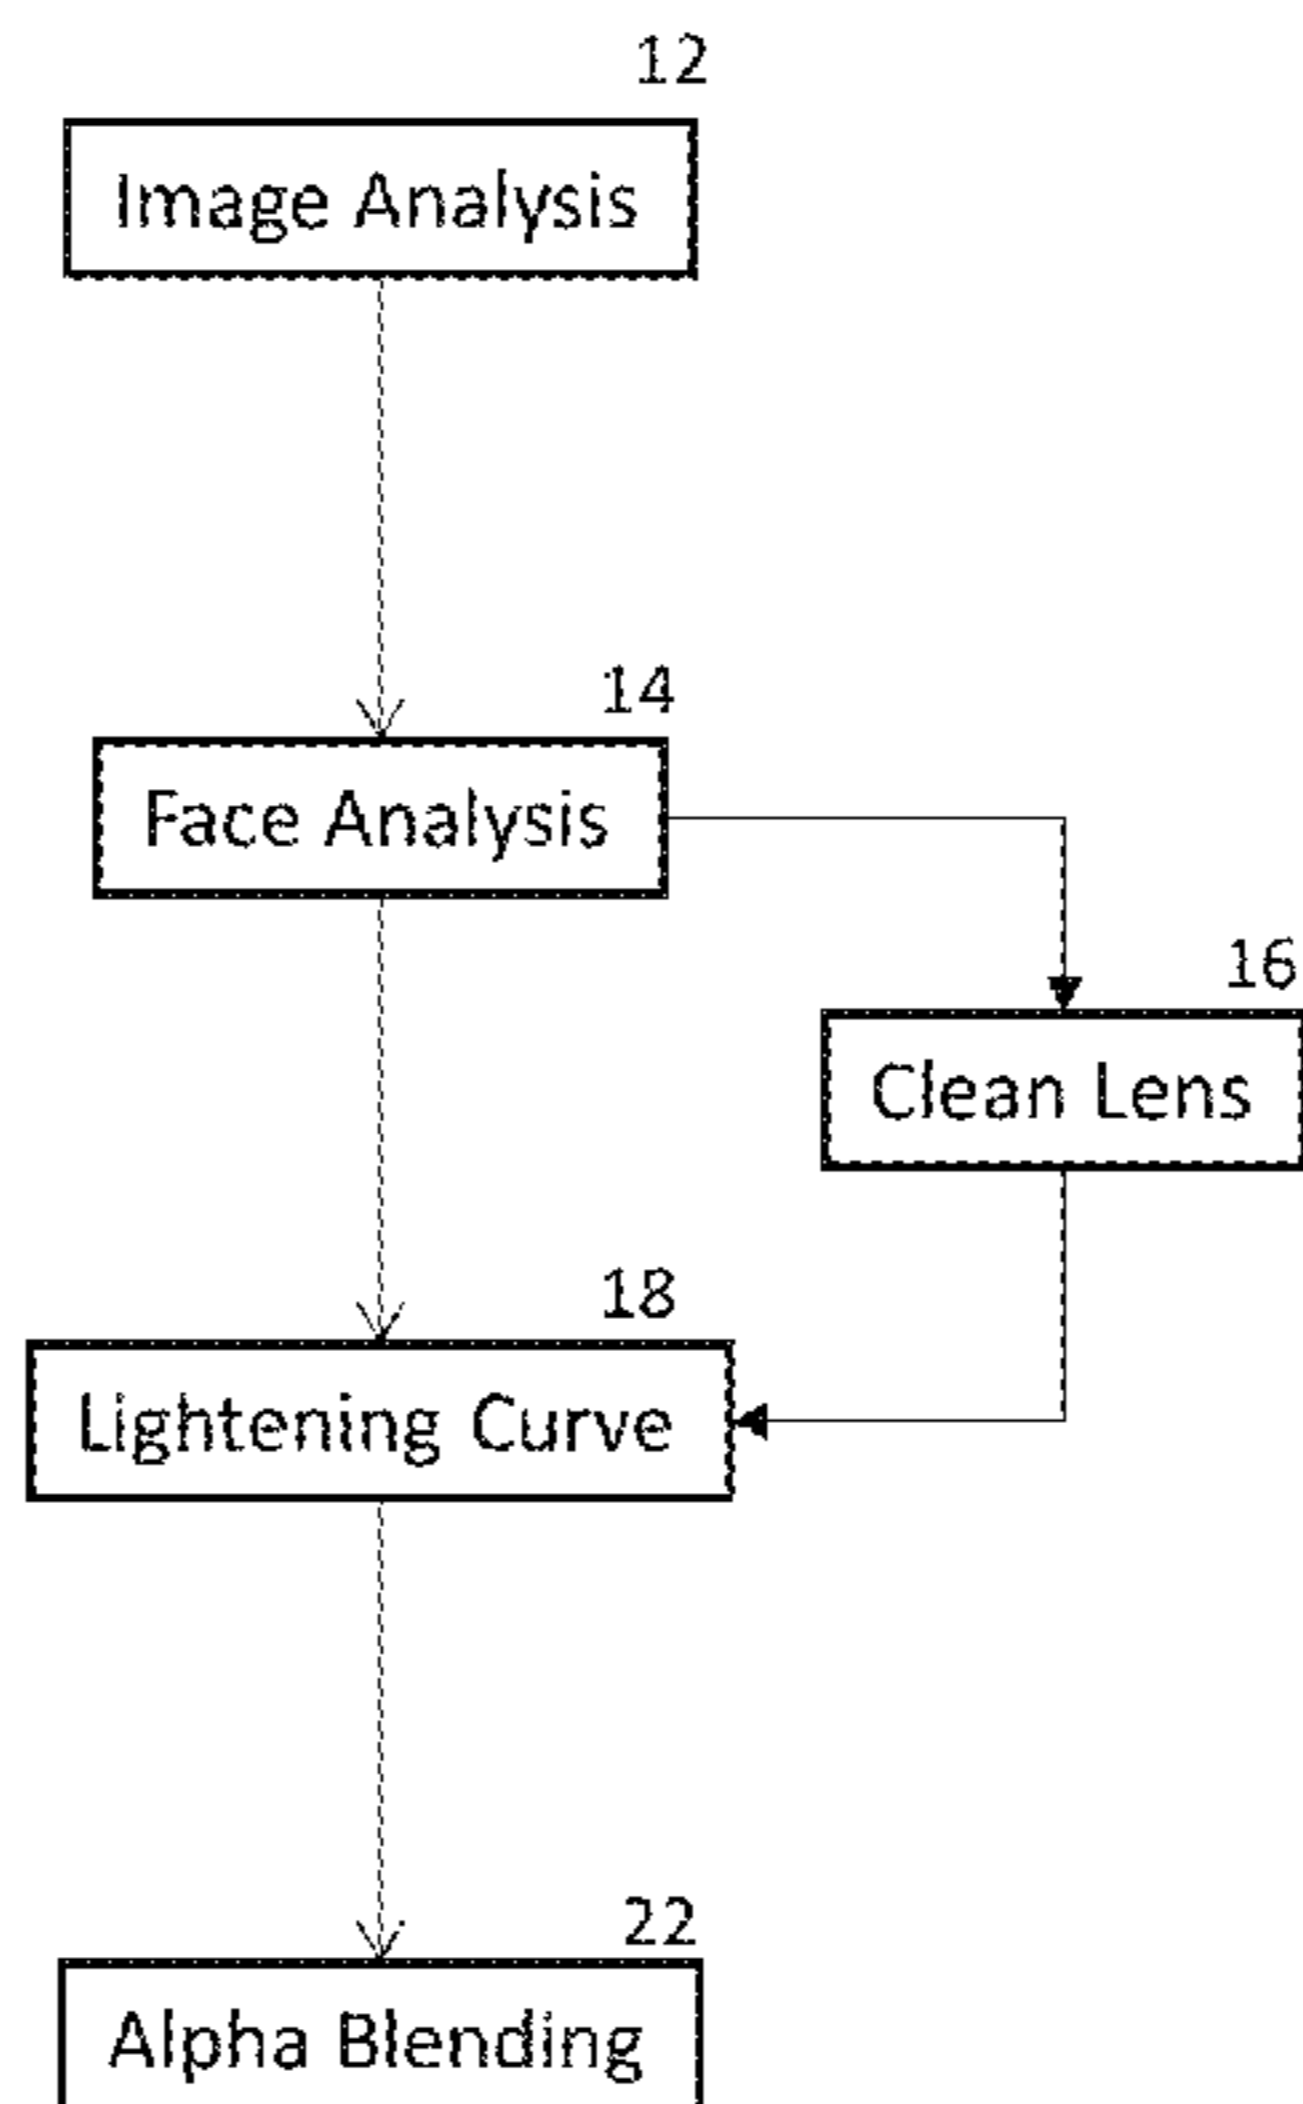 12
Image Analysis
14
Face Analysis
16
Clean Lens
18
Lightening Curve
22
Alpha Blending